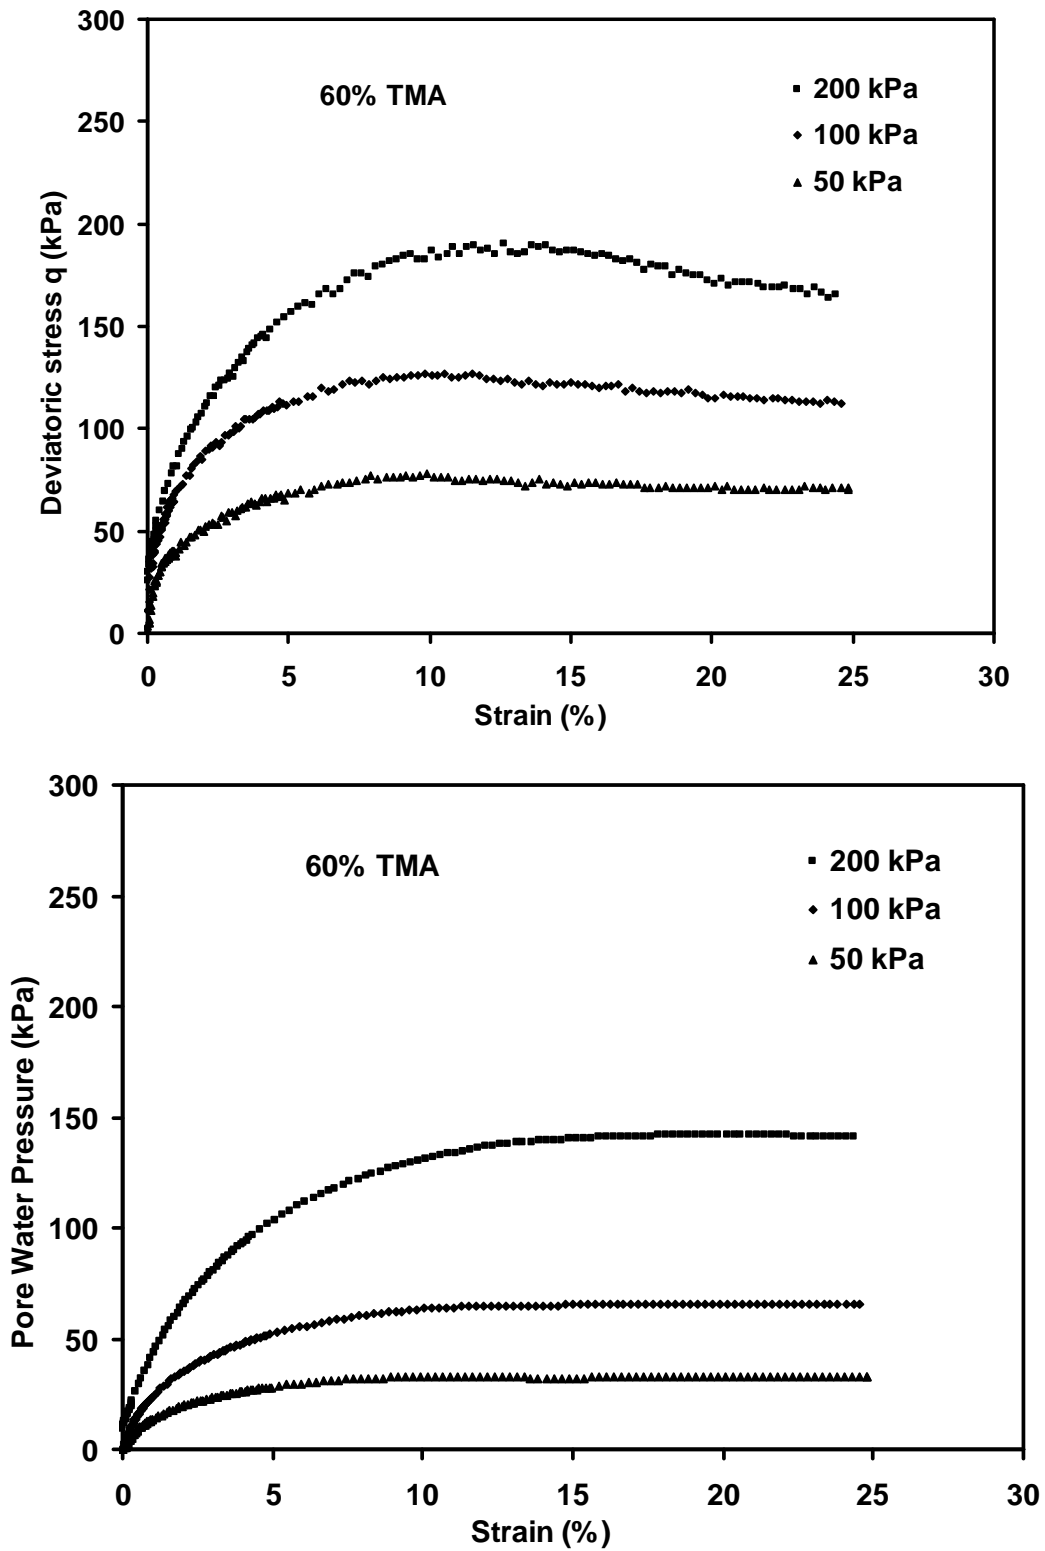 300
60% TMA
200 kPa
250
100 kPa
50 kPa
200
Deviatoric stress q (kPa)
150
100
50
0
0 5 10 15 20 25 30
Strain (%)
300
60% TMA
200 kPa
250
100 kPa
50 kPa
200
Pore Water Pressure (kPa)
150
100
50
0
0 5 10 15 20 25 30
Strain (%)